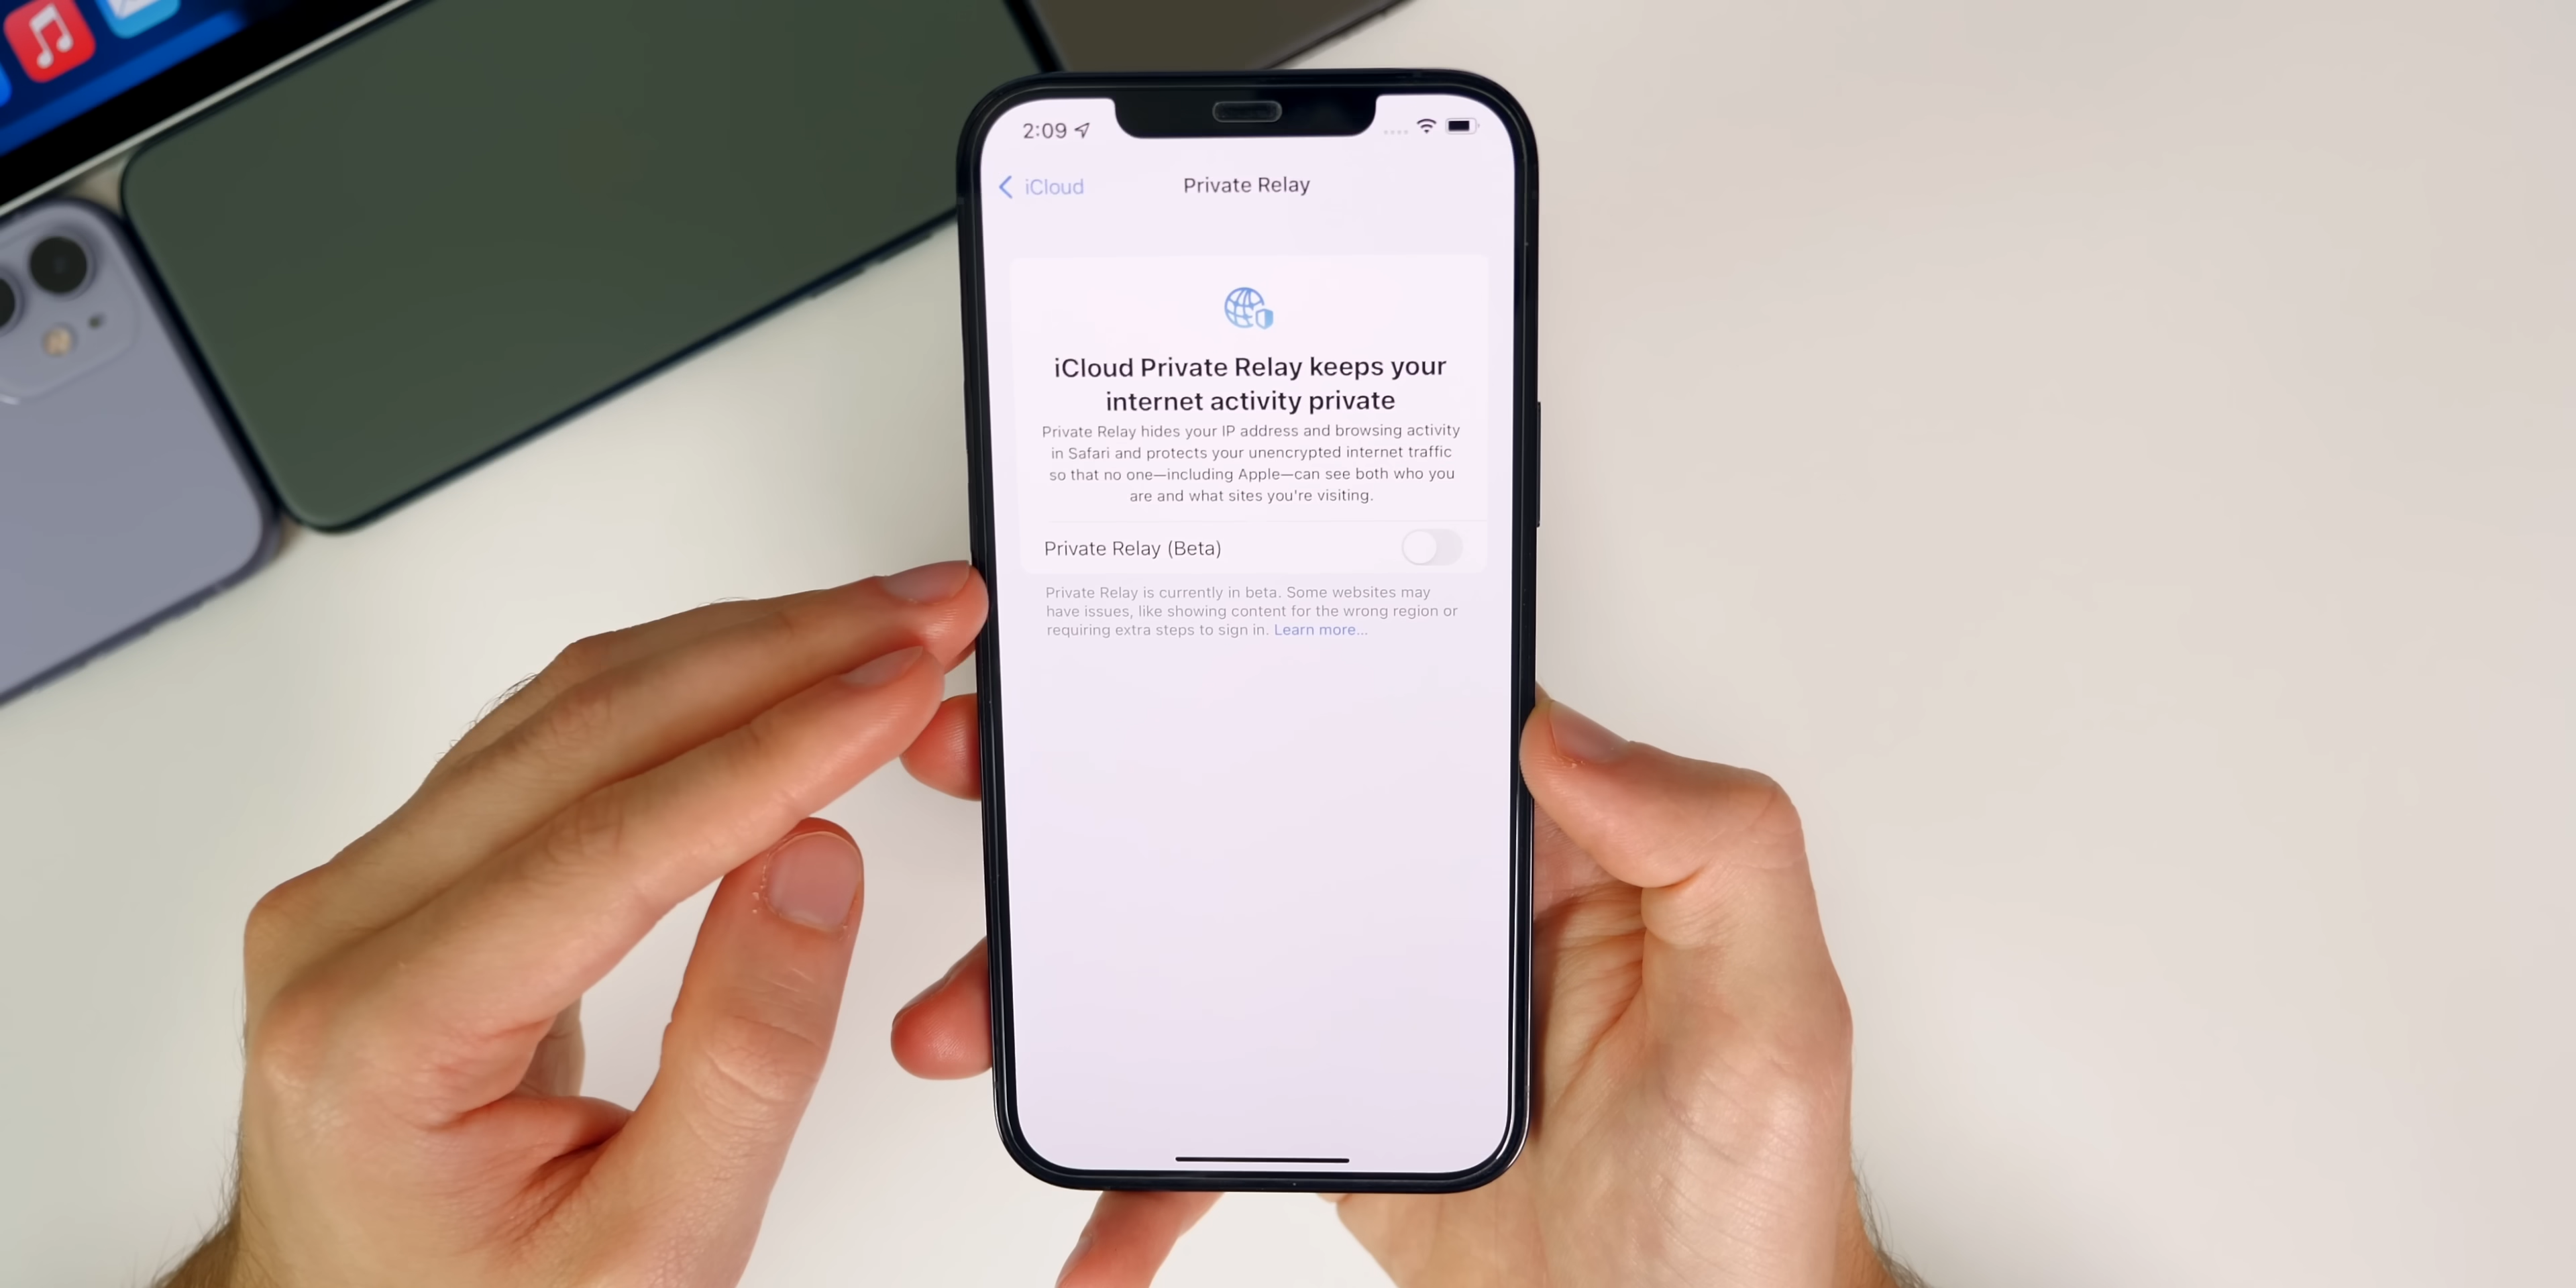 2:09
iCloud
Private Relay
iCloud Private Relay keeps your
internet activity private
Private Relay hides your IP address and browsing activity
in Safari and protects your unencrypted internet traffic
so that no one—including Apple—can see both who you
are and what sites you're visiting.
Private Relay (Beta)
Private Relay is currently in beta. Some websites may
have issues, like showing content for the wrong region or
requiring extra steps to sign in. Learn more...